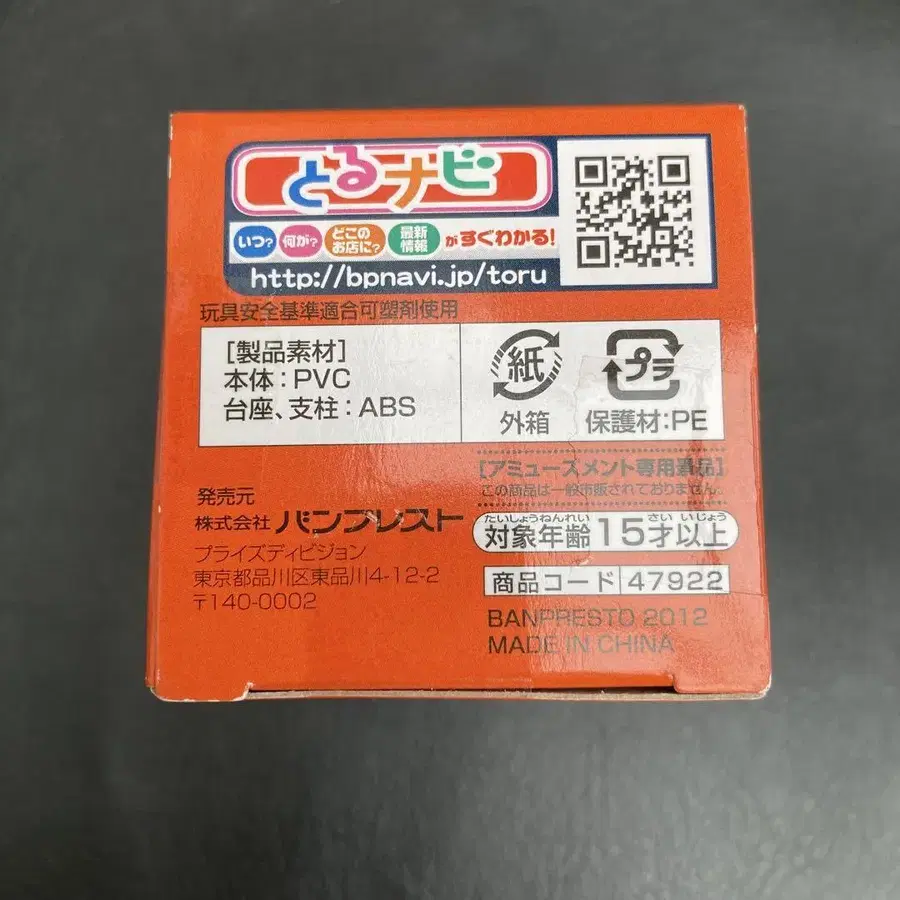 とるナビ
いつ? 何が? どこのお店に? 最新情報 がすぐわかる!
http://bpnavi.jp/toru
玩具安全基準適合可塑剤使用
[製品素材]
本体:PVC
台座、支柱:ABS
紙
外箱
プラ
保護材:PE
[アミューズメント専用景品]
この商品は一般市販されておりません。
たいしょうねんれい さい いじょう
対象年齢 15才以上
商品コード 47922
BANPRESTO 2012
MADE IN CHINA
発売元
株式会社 バンプレスト
プライズディビジョン
東京都品川区東品川4-12-2
〒140-0002